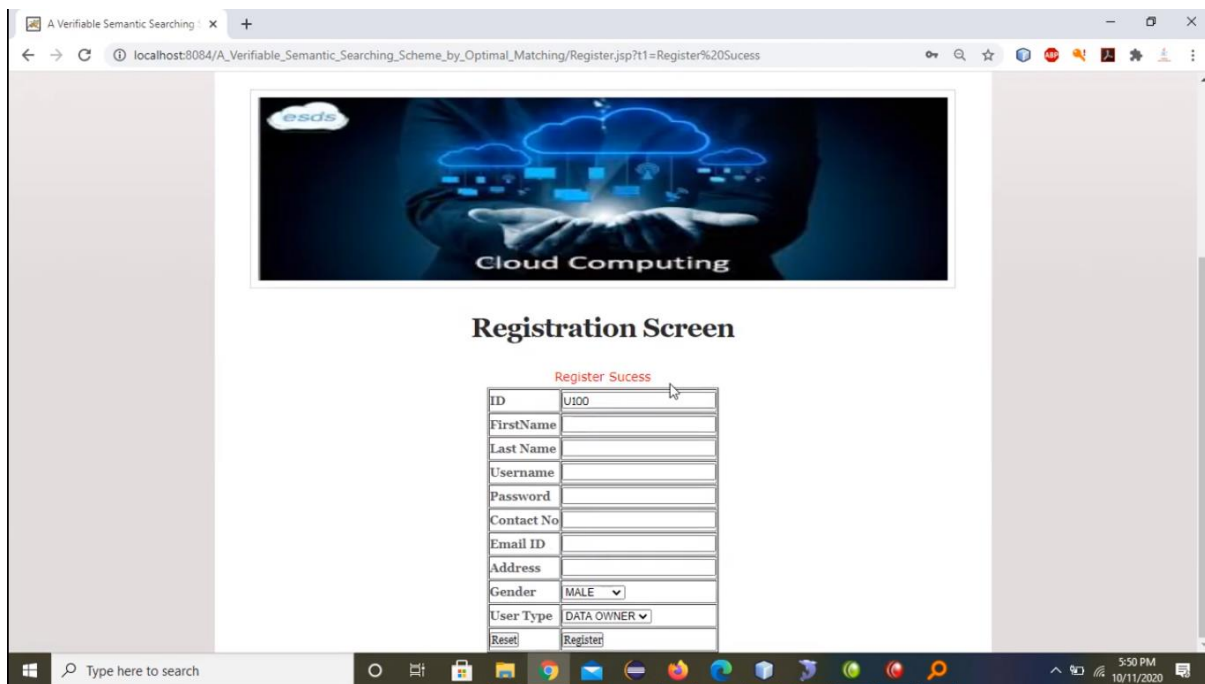 A Verifiable Semantic Searching
localhost:8084/A_Verifiable_Semantic_Searching_Scheme_by_Optimal_Matching/Register.jsp?t1=Register%20Sucess
ABP
esds
Cloud Computing
Registration Screen
Register Sucess
ID U100
FirstName
Last Name
Username
Password
Contact No
Email ID
Address
Gender MALE
User Type DATA OWNER
Reset Register
Type here to search
5:50 PM
10/11/2020